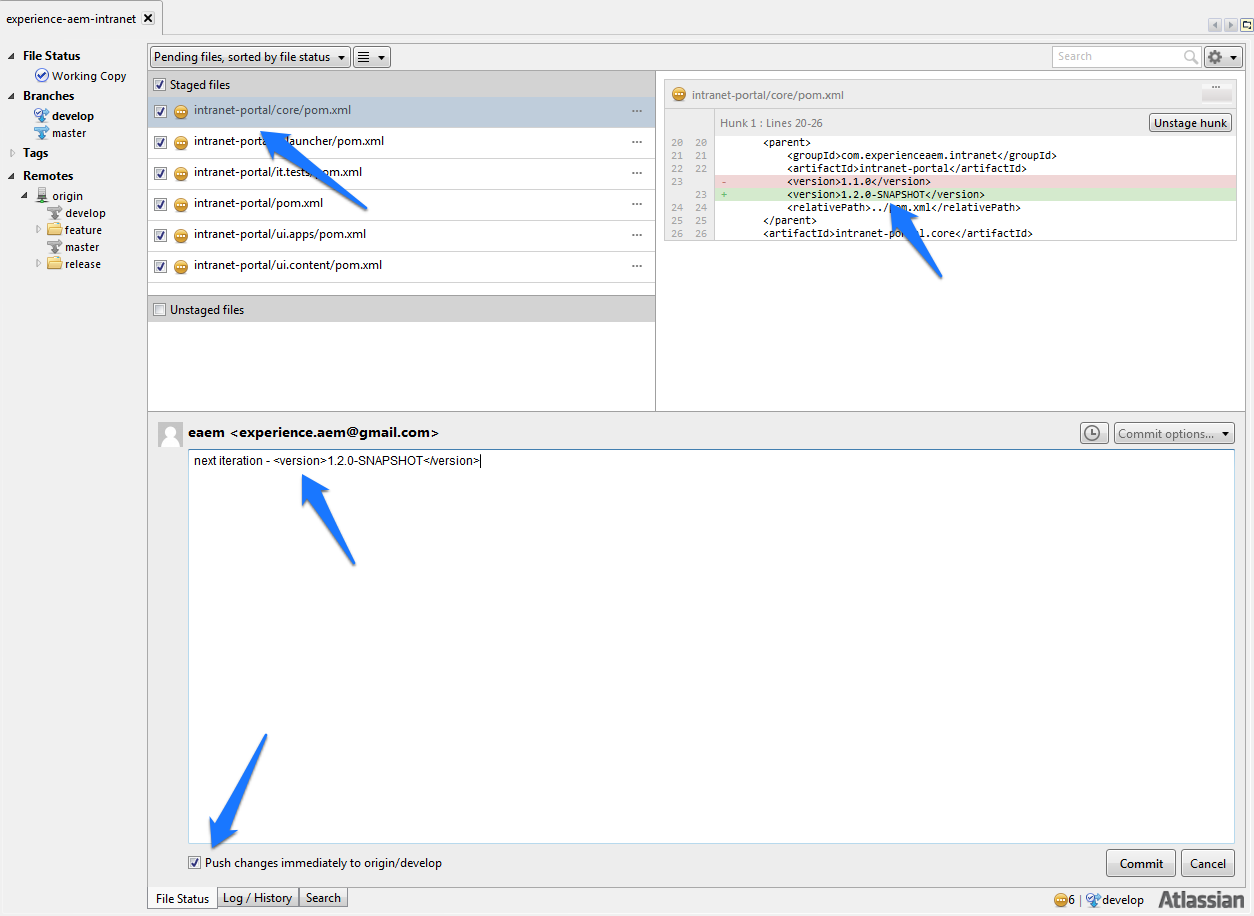 experience-aem-intranet
File Status
Working Copy
Branches
develop
master
Tags
Remotes
origin
develop
feature
master
release
Pending files, sorted by file status
Search
Staged files
intranet-portal/core/pom.xml
launcher/pom.xml
intranet-portal/it.tests/pom.xml
intranet-portal/pom.xml
intranet-portal/ui.apps/pom.xml
intranet-portal/ui.content/pom.xml
Unstaged files
intranet-portal/core/pom.xml
Hunk 1 : Lines 20-26
Unstage hunk
20 20 <parent>
21 21 <groupId>com.experienceaem.intranet</groupId>
22 22 <artifactId>intranet-portal</artifactId>
23 - <version>1.1.0</version>
23 + <version>1.2.0-SNAPSHOT</version>
24 24 <relativePath>../pom.xml</relativePath>
25 25 </parent>
26 26 <artifactId>intranet-portal.core</artifactId>
eaem <experience.aem@gmail.com>
Commit options...
next iteration - <version>1.2.0-SNAPSHOT</version>
Push changes immediately to origin/develop
Commit
Cancel
File Status
Log / History
Search
6 | develop
Atlassian